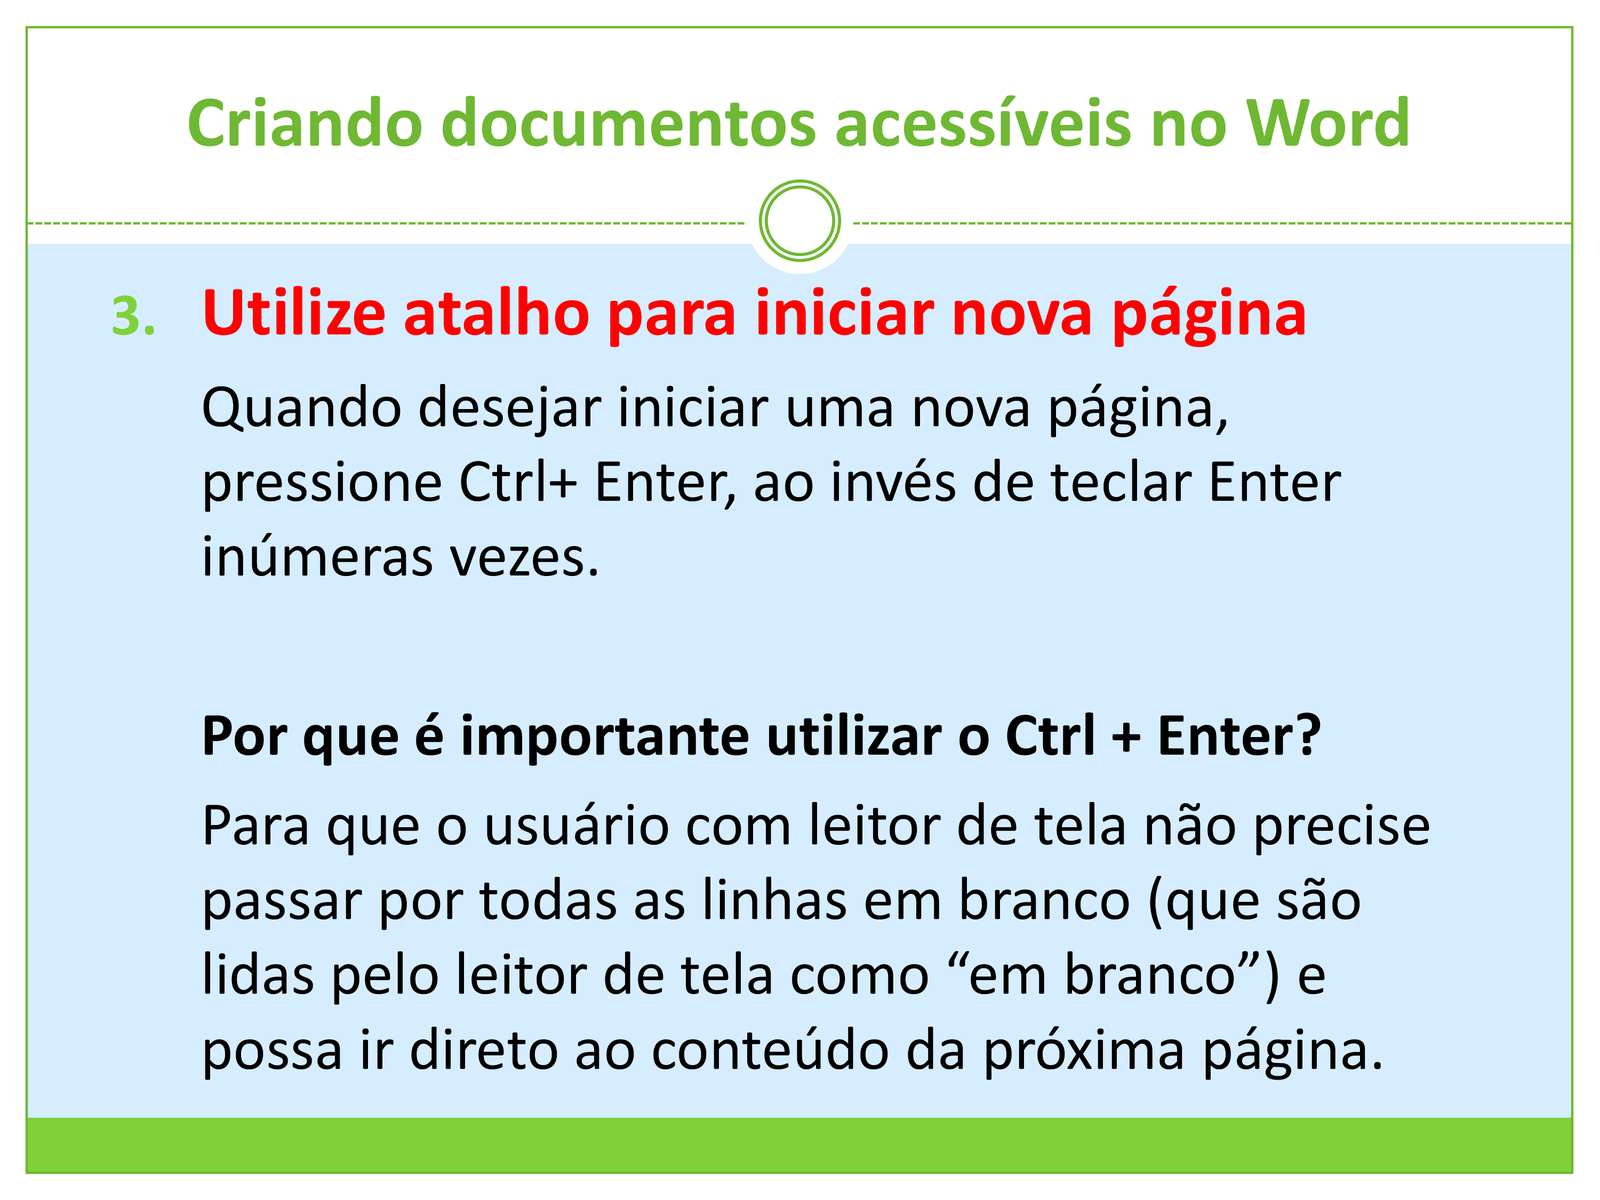 Criando documentos acessíveis no Word
3. Utilize atalho para iniciar nova página
Quando desejar iniciar uma nova página,
pressione Ctrl+ Enter, ao invés de teclar Enter
inúmeras vezes.
Por que é importante utilizar o Ctrl + Enter?
Para que o usuário com leitor de tela não precise
passar por todas as linhas em branco (que são
lidas pelo leitor de tela como “em branco”) e
possa ir direto ao conteúdo da próxima página.